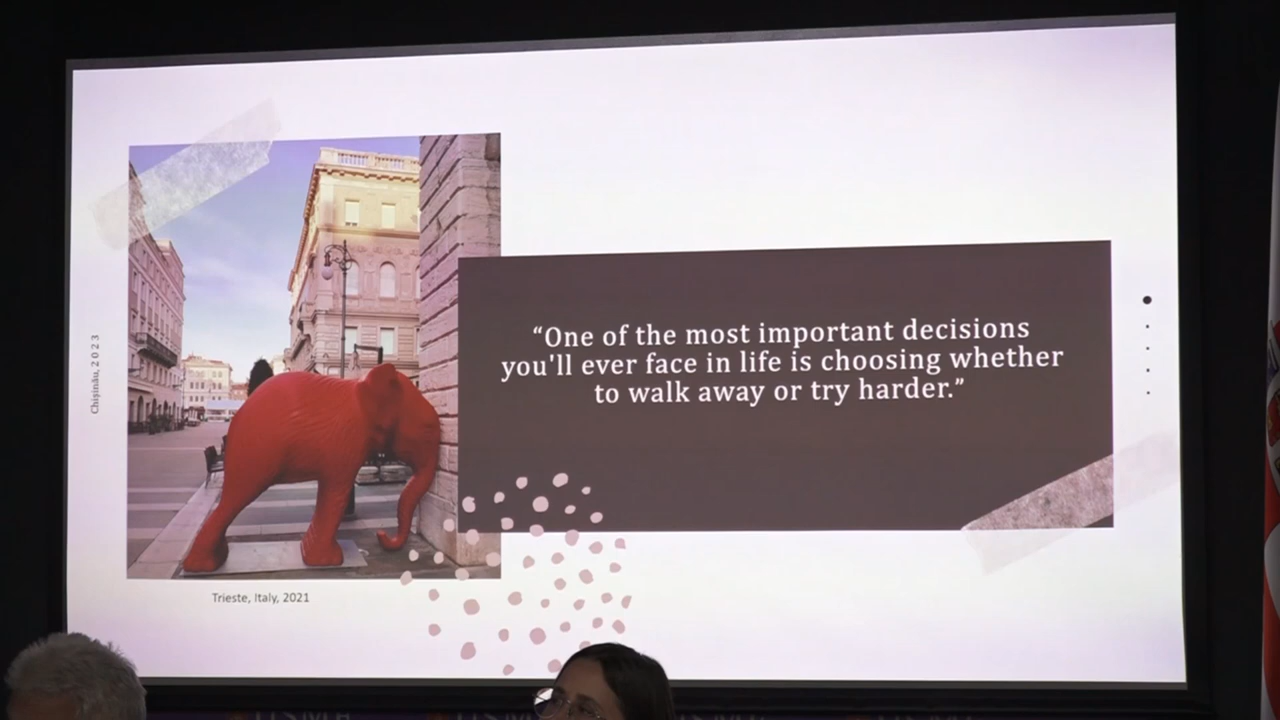 Chișinău, 2023
“One of the most important decisions
you'll ever face in life is choosing whether
to walk away or try harder.”
Trieste, Italy, 2021